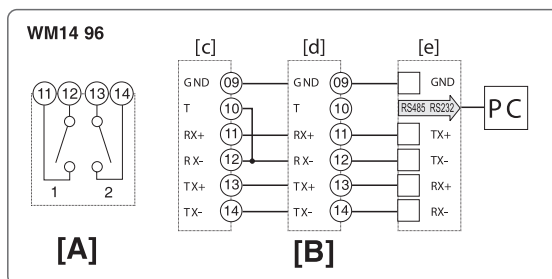 WM14 96
[c] [d] [e]
11 12 13 14
1 2
[A]
GND 09 GND 09 GND
T 10 T 10 RS485 RS232 PC
RX+ 11 RX+ 11 TX+
RX- 12 RX- 12 TX-
TX+ 13 TX+ 13 RX+
TX- 14 TX- 14 RX-
[B]